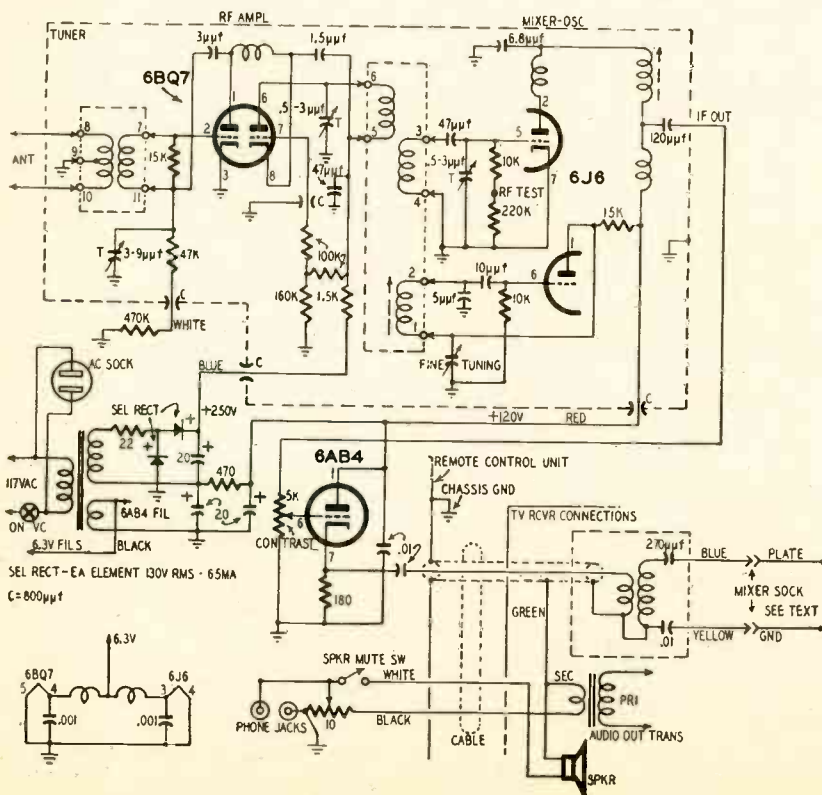 RF AMPL
MIXER-OSC
TUNER
3μμf
1.5μμf
6.8μμf
6BQ7
1
6
6
2
.5-3μμf
T
IF OUT
120μμf
8
7
ANT
9
15K
2
7
5
3
47μμf
5
10
11
3
8
47μμf
.5-3μμf
T
10K
6J6
C
4
RF TEST
7
220K
T
3-9μμf
47K
100K
2
10μμf
1
15K
6
C
160K
1.5K
5μμf
10K
470K
WHITE
1
AC SOCK
BLUE
C
FINE TUNING
C
SEL RECT
+250V
+120V
RED
22
20
6AB4
117VAC
470
1
REMOTE CONTROL UNIT
5K
6
CHASSIS GND
6AB4 FIL
20
TV RCVR CONNECTIONS
ON VC
CONTRAST
7
.01
270μμf
BLUE
PLATE
6.3V FILS
BLACK
SEL RECT-EA ELEMENT 130V RMS - 65MA
180
MIXER SOCK
SEE TEXT
C=800μμf
GREEN
.01
YELLOW
GND
6.3V
SPKR MUTE SW
WHITE
SEC
6BQ7
6J6
5
4
3
4
PRI
.001
.001
PHONE JACKS
10
BLACK
CABLE
AUDIO OUT TRANS
SPKR